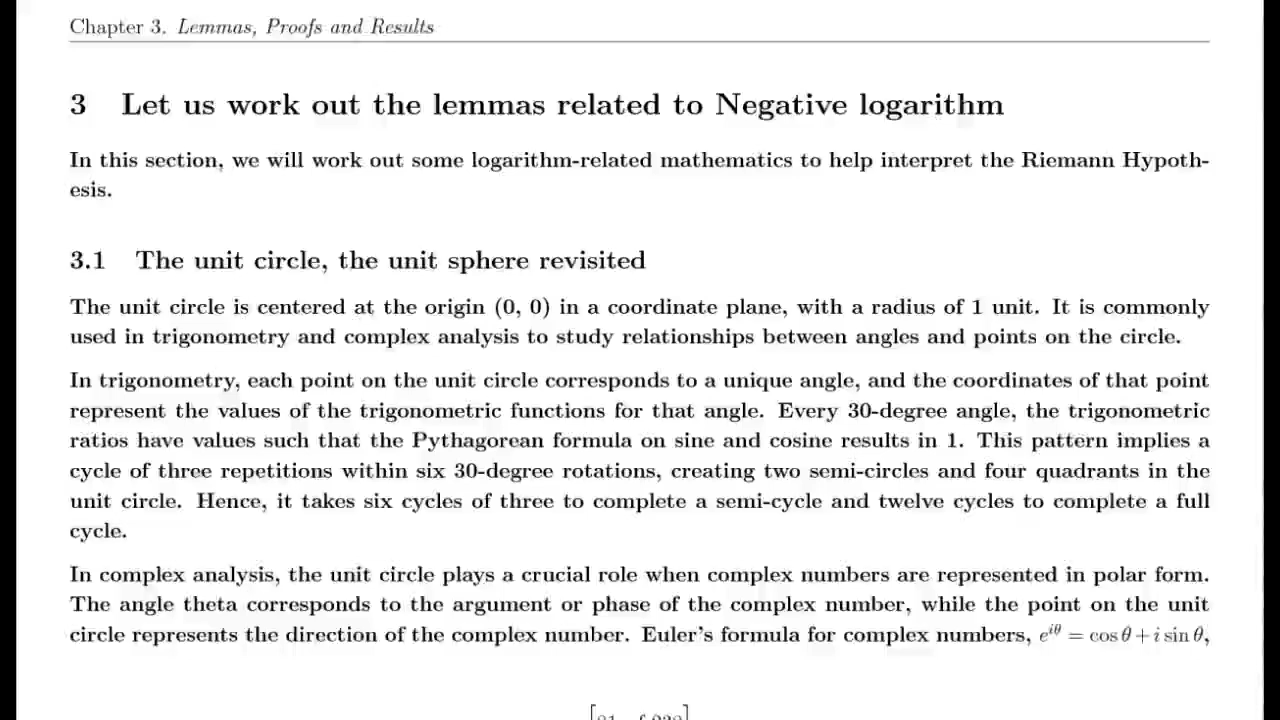 Chapter 3. Lemmas, Proofs and Results
3 Let us work out the lemmas related to Negative logarithm
In this section, we will work out some logarithm-related mathematics to help interpret the Riemann Hypoth-
esis.
3.1 The unit circle, the unit sphere revisited
The unit circle is centered at the origin (0, 0) in a coordinate plane, with a radius of 1 unit. It is commonly
used in trigonometry and complex analysis to study relationships between angles and points on the circle.
In trigonometry, each point on the unit circle corresponds to a unique angle, and the coordinates of that point
represent the values of the trigonometric functions for that angle. Every 30-degree angle, the trigonometric
ratios have values such that the Pythagorean formula on sine and cosine results in 1. This pattern implies a
cycle of three repetitions within six 30-degree rotations, creating two semi-circles and four quadrants in the
unit circle. Hence, it takes six cycles of three to complete a semi-cycle and twelve cycles to complete a full
cycle.
In complex analysis, the unit circle plays a crucial role when complex numbers are represented in polar form.
The angle theta corresponds to the argument or phase of the complex number, while the point on the unit
circle represents the direction of the complex number. Euler's formula for complex numbers, e^{iθ} = cos θ + i sin θ,